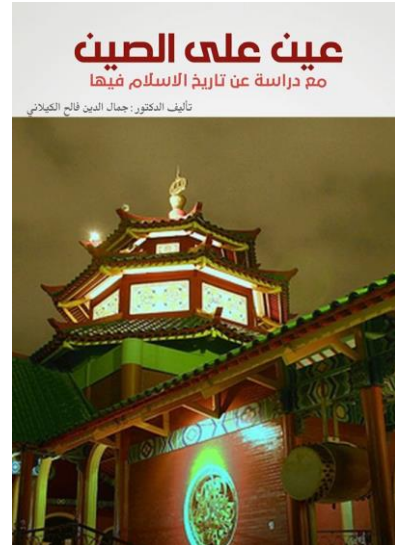 عين على الصين
مع دراسة عن تاريخ الاسلام فيها
تأليف الدكتور : جمال الدين فالح الكيلاني